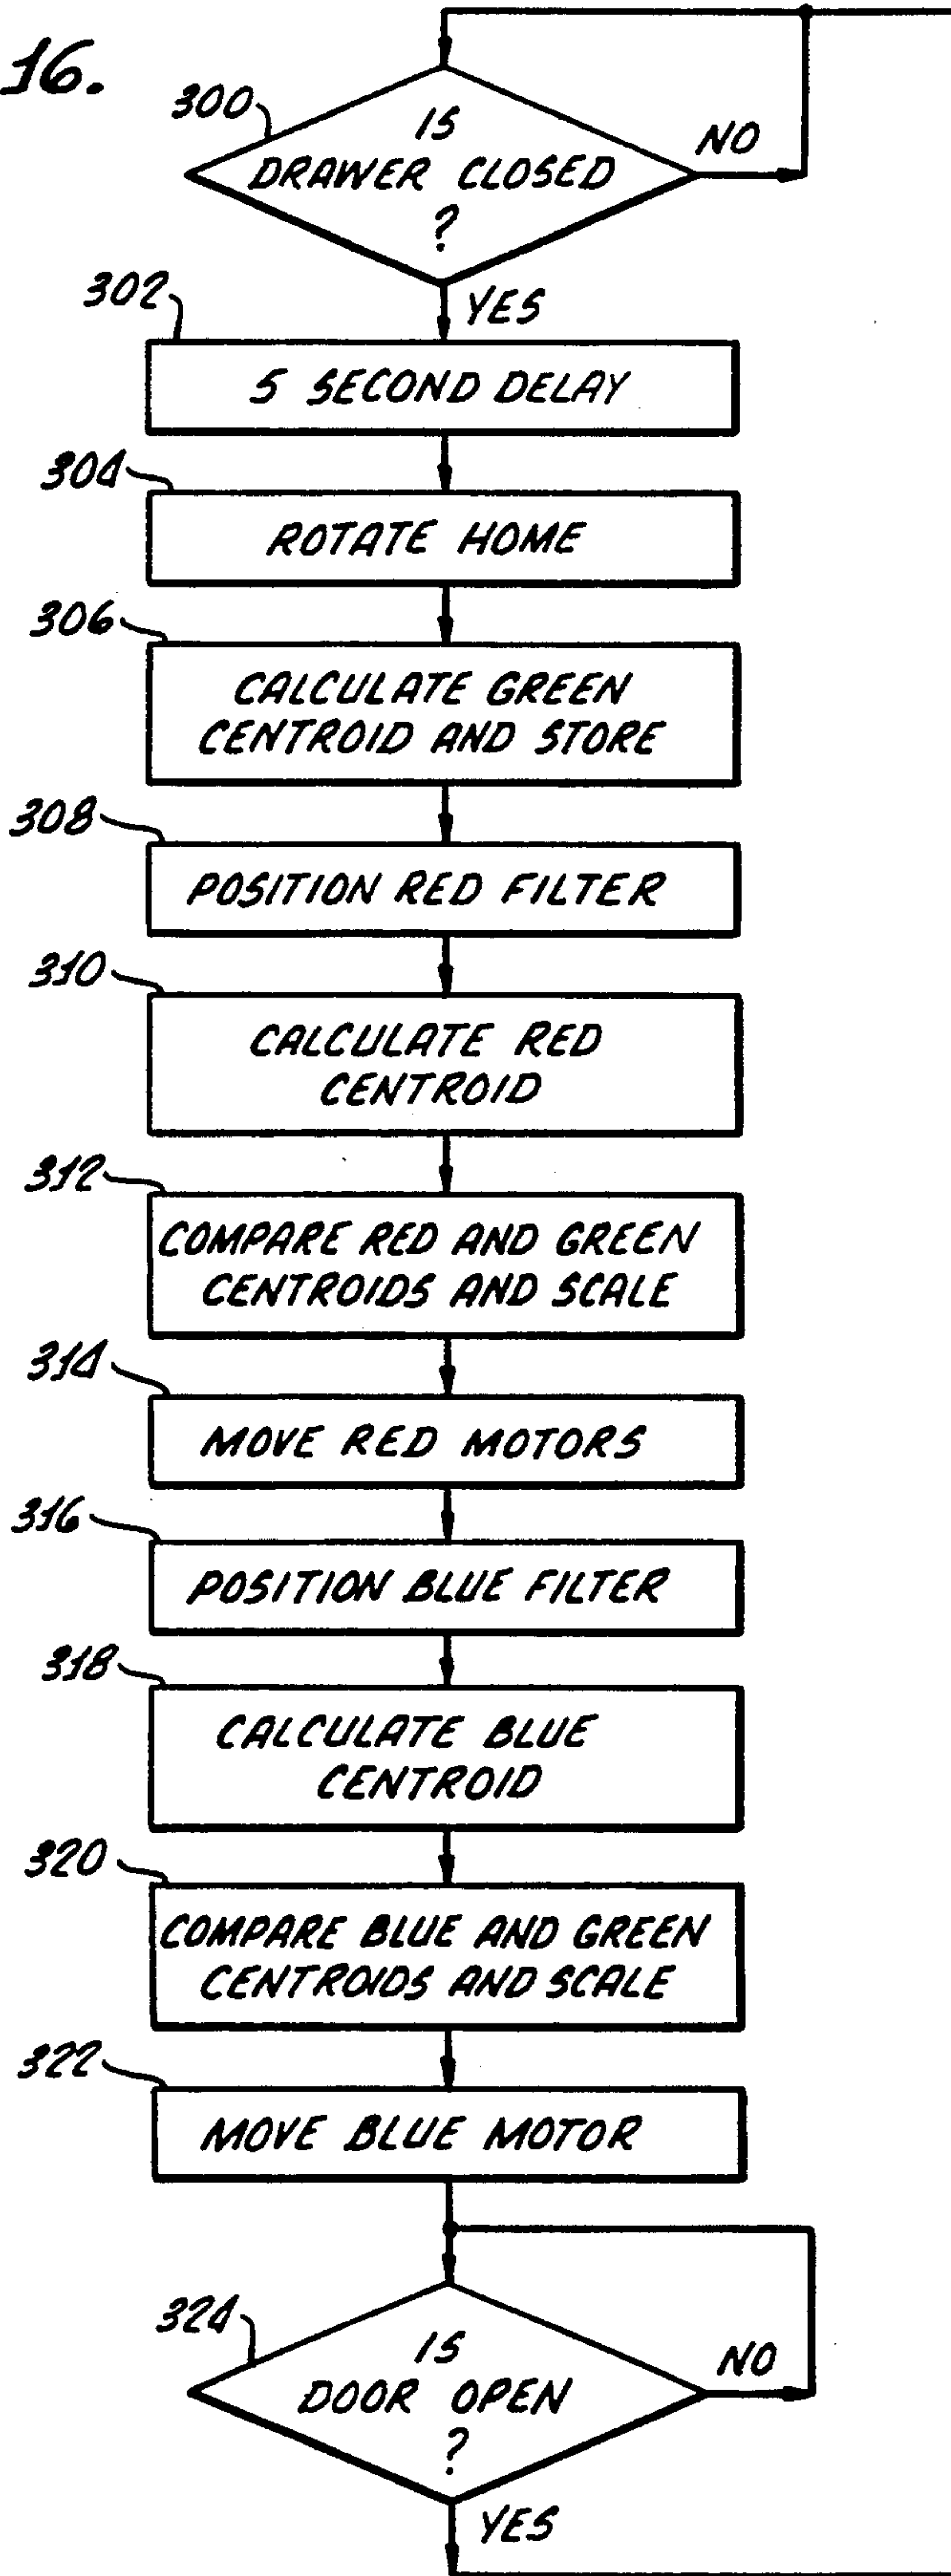 16.
300
IS
DRAWER CLOSED
?
NO
YES
302
5 SECOND DELAY
304
ROTATE HOME
306
CALCULATE GREEN
CENTROID AND STORE
308
POSITION RED FILTER
310
CALCULATE RED
CENTROID
312
COMPARE RED AND GREEN
CENTROIDS AND SCALE
314
MOVE RED MOTORS
316
POSITION BLUE FILTER
318
CALCULATE BLUE
CENTROID
320
COMPARE BLUE AND GREEN
CENTROIDS AND SCALE
322
MOVE BLUE MOTOR
324
IS
DOOR OPEN
?
NO
YES